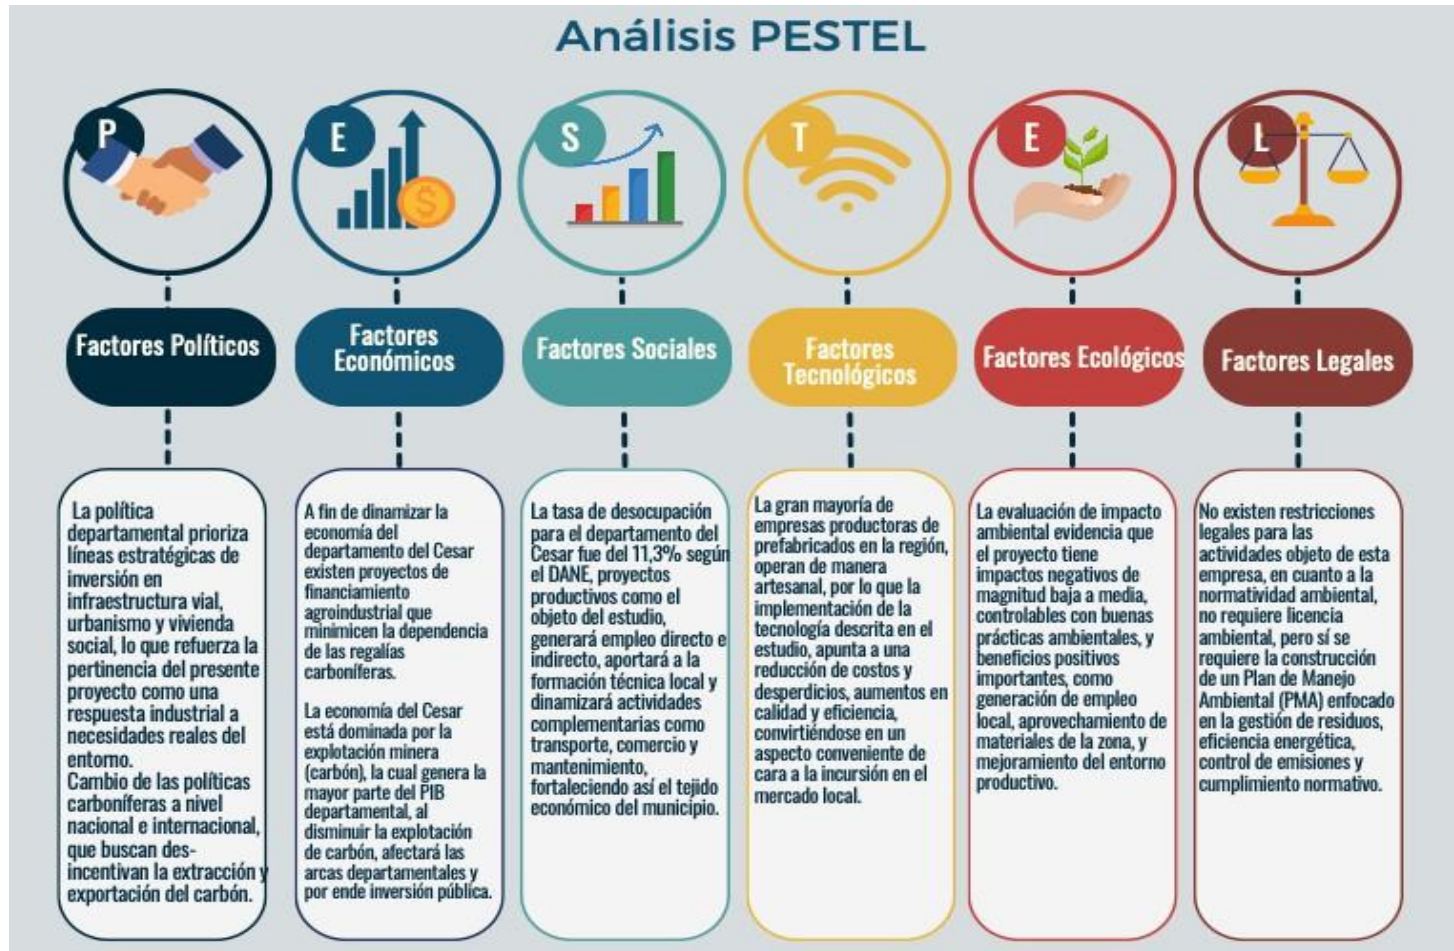 Análisis PESTEL
P
E
S
T
E
L
Factores Políticos
Factores
Económicos
Factores Sociales
Factores
Tecnológicos
Factores Ecológicos
Factores Legales
La política
departamental prioriza
líneas estratégicas de
inversión en
infraestructura vial,
urbanismo y vivienda
social, lo que refuerza la
pertinencia del presente
proyecto como una
respuesta industrial a
necesidades reales del
entorno.
Cambio de las políticas
carboníferas a nivel
nacional e internacional,
que buscan des-
incentivan la extracción y
exportación del carbón.
A fin de dinamizar la
economía del
departamento del Cesar
existen proyectos de
financiamiento
agroindustrial que
minimicen la dependencia
de las regalías
carboníferas.
La economía del Cesar
está dominada por la
explotación minera
(carbón), la cual genera la
mayor parte del PIB
departamental, al
disminuir la explotación
de carbón, afectará las
arcas departamentales y
por ende inversión pública.
La tasa de desocupación
para el departamento del
Cesar fue del 11,3% según
el DANE, proyectos
productivos como el
objeto del estudio,
generará empleo directo e
indirecto, aportará a la
formación técnica local y
dinamizará actividades
complementarias como
transporte, comercio y
mantenimiento,
fortaleciendo así el tejido
económico del municipio.
La gran mayoría de
empresas productoras de
prefabricados en la región,
operan de manera
artesanal, por lo que la
implementación de la
tecnología descrita en el
estudio, apunta a una
reducción de costos y
desperdicios, aumentos en
calidad y eficiencia,
convirtiéndose en un
aspecto conveniente de
cara a la incursión en el
mercado local.
La evaluación de impacto
ambiental evidencia que
el proyecto tiene
impactos negativos de
magnitud baja a media,
controlables con buenas
prácticas ambientales, y
beneficios positivos
importantes, como
generación de empleo
local, aprovechamiento de
materiales de la zona, y
mejoramiento del entorno
productivo.
No existen restricciones
legales para las
actividades objeto de esta
empresa, en cuanto a la
normatividad ambiental,
no requiere licencia
ambiental, pero sí se
requiere la construcción
de un Plan de Manejo
Ambiental (PMA) enfocado
en la gestión de residuos,
eficiencia energética,
control de emisiones y
cumplimiento normativo.